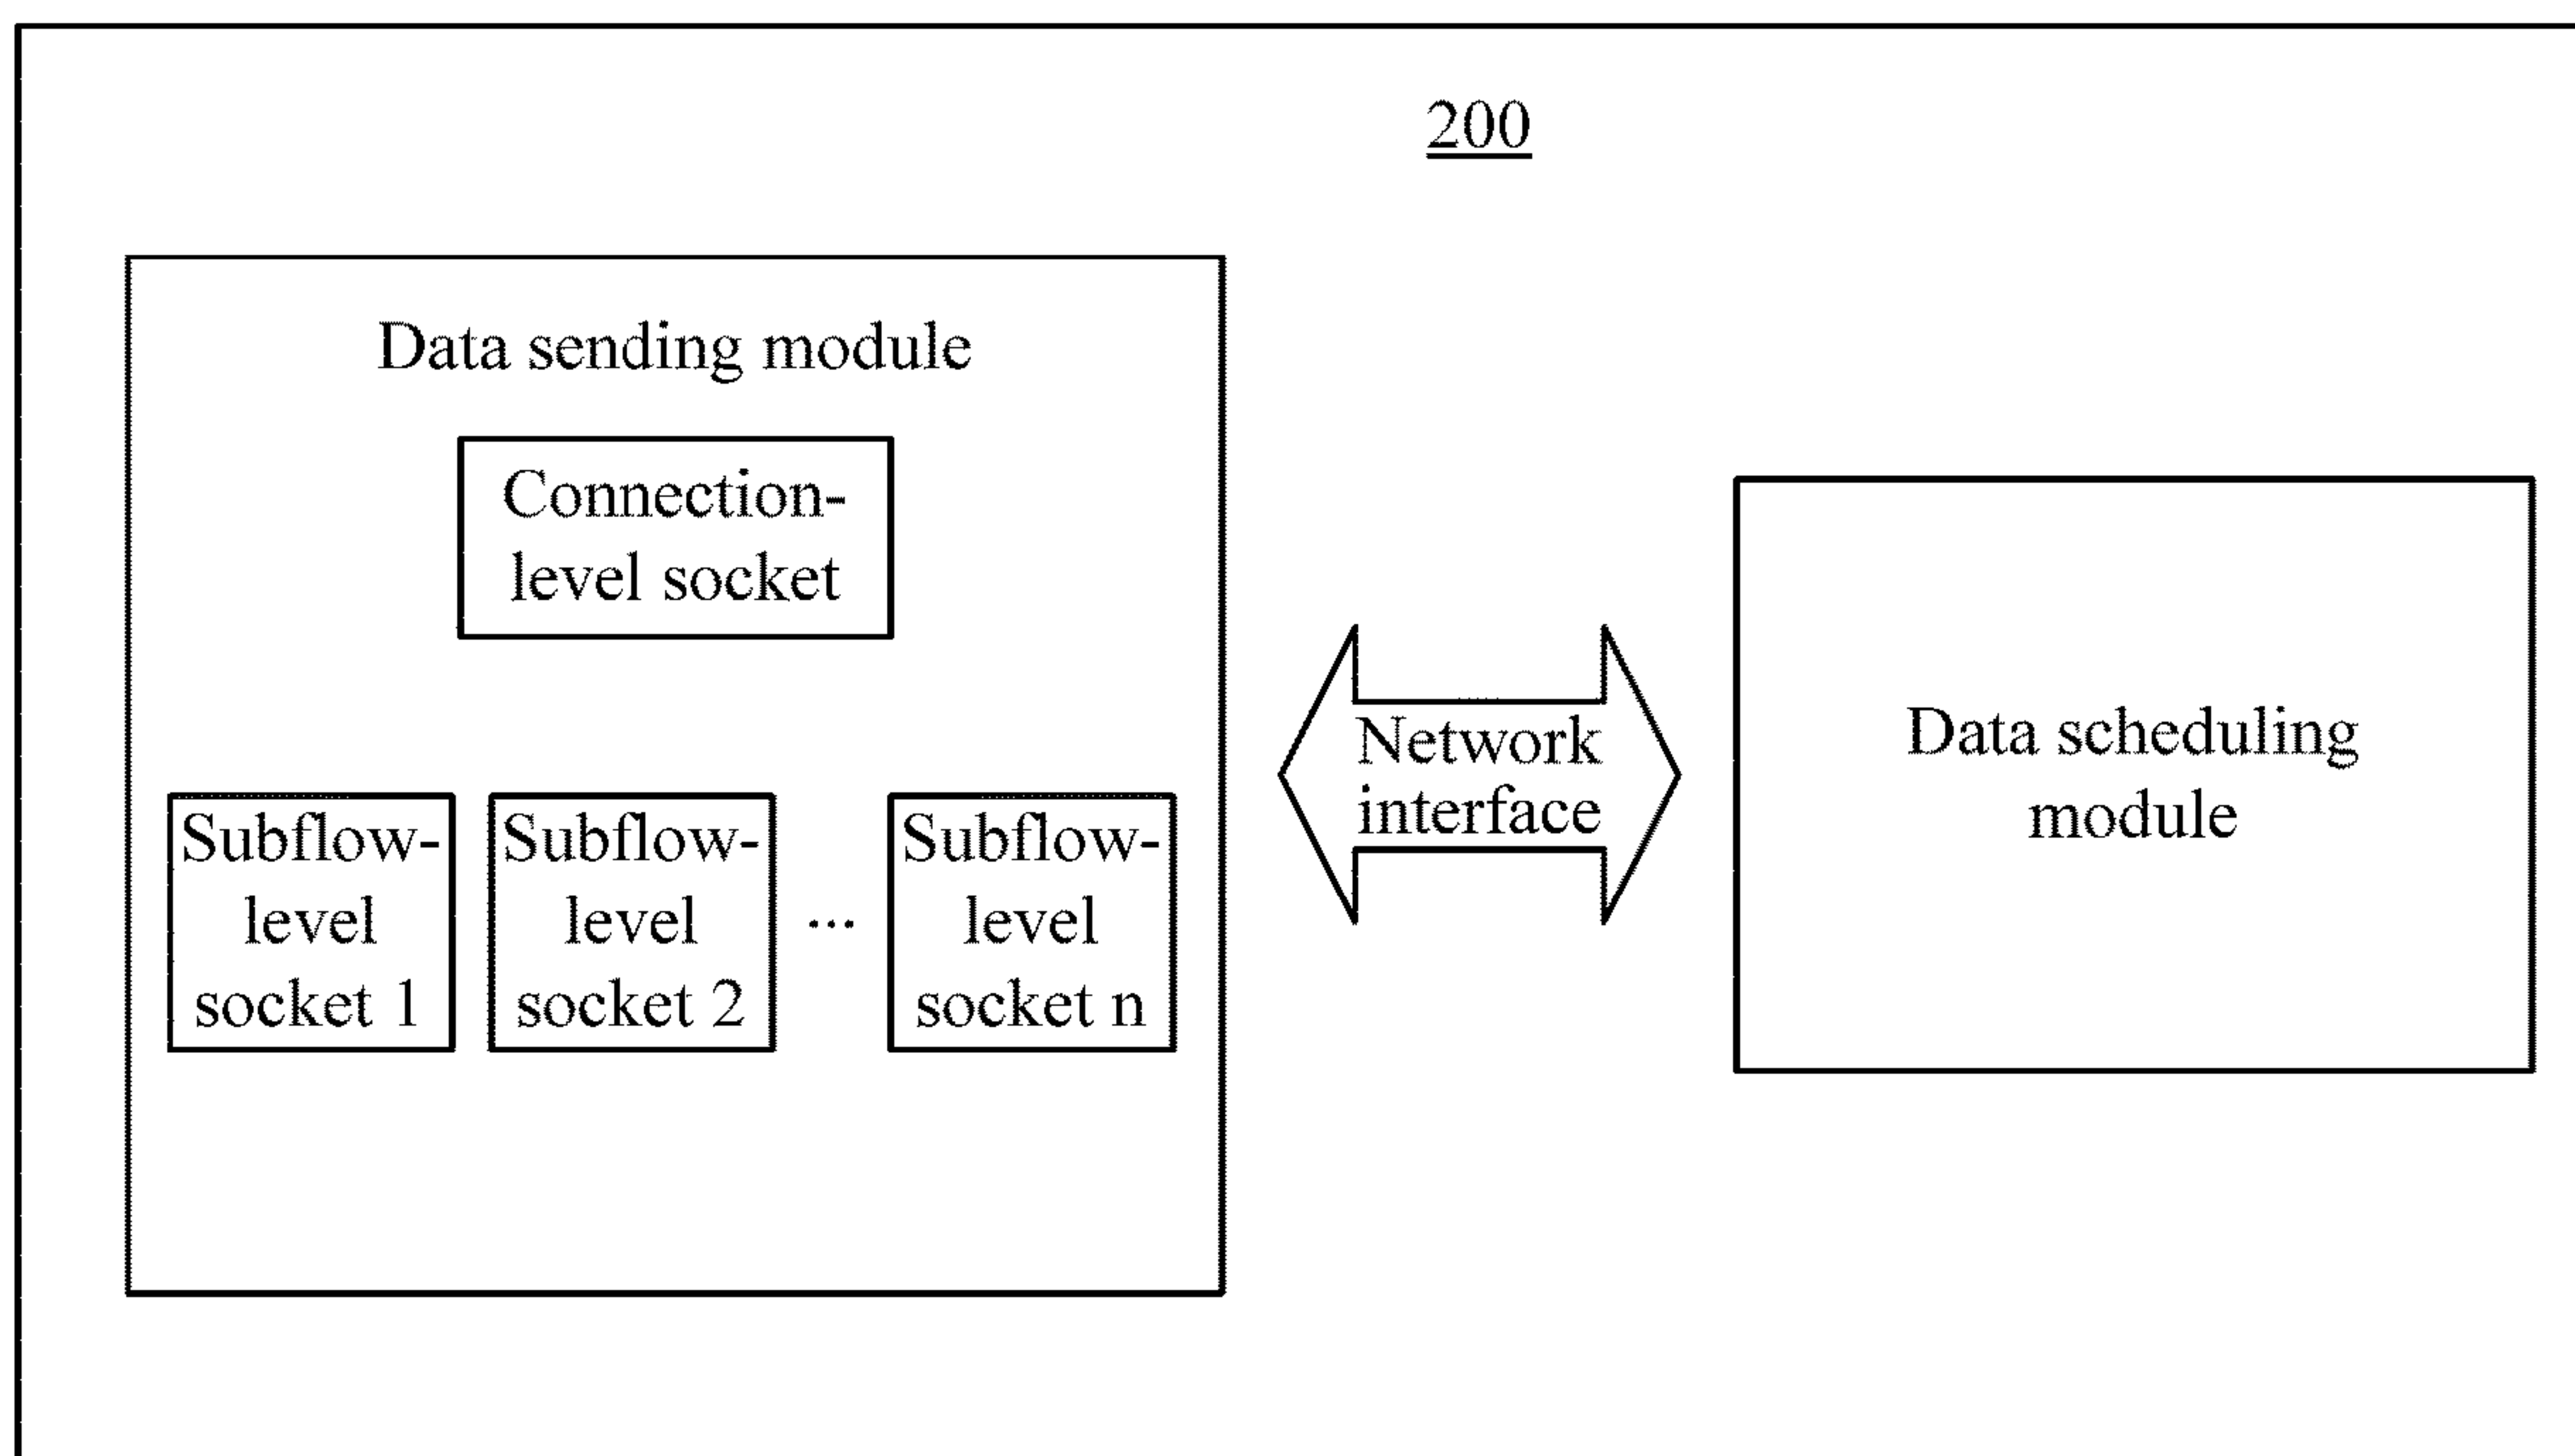 200
Data sending module
Connection-
level socket
Subflow-
level
socket 1
Subflow-
level
socket 2
...
Subflow-
level
socket n
Network
interface
Data scheduling
module